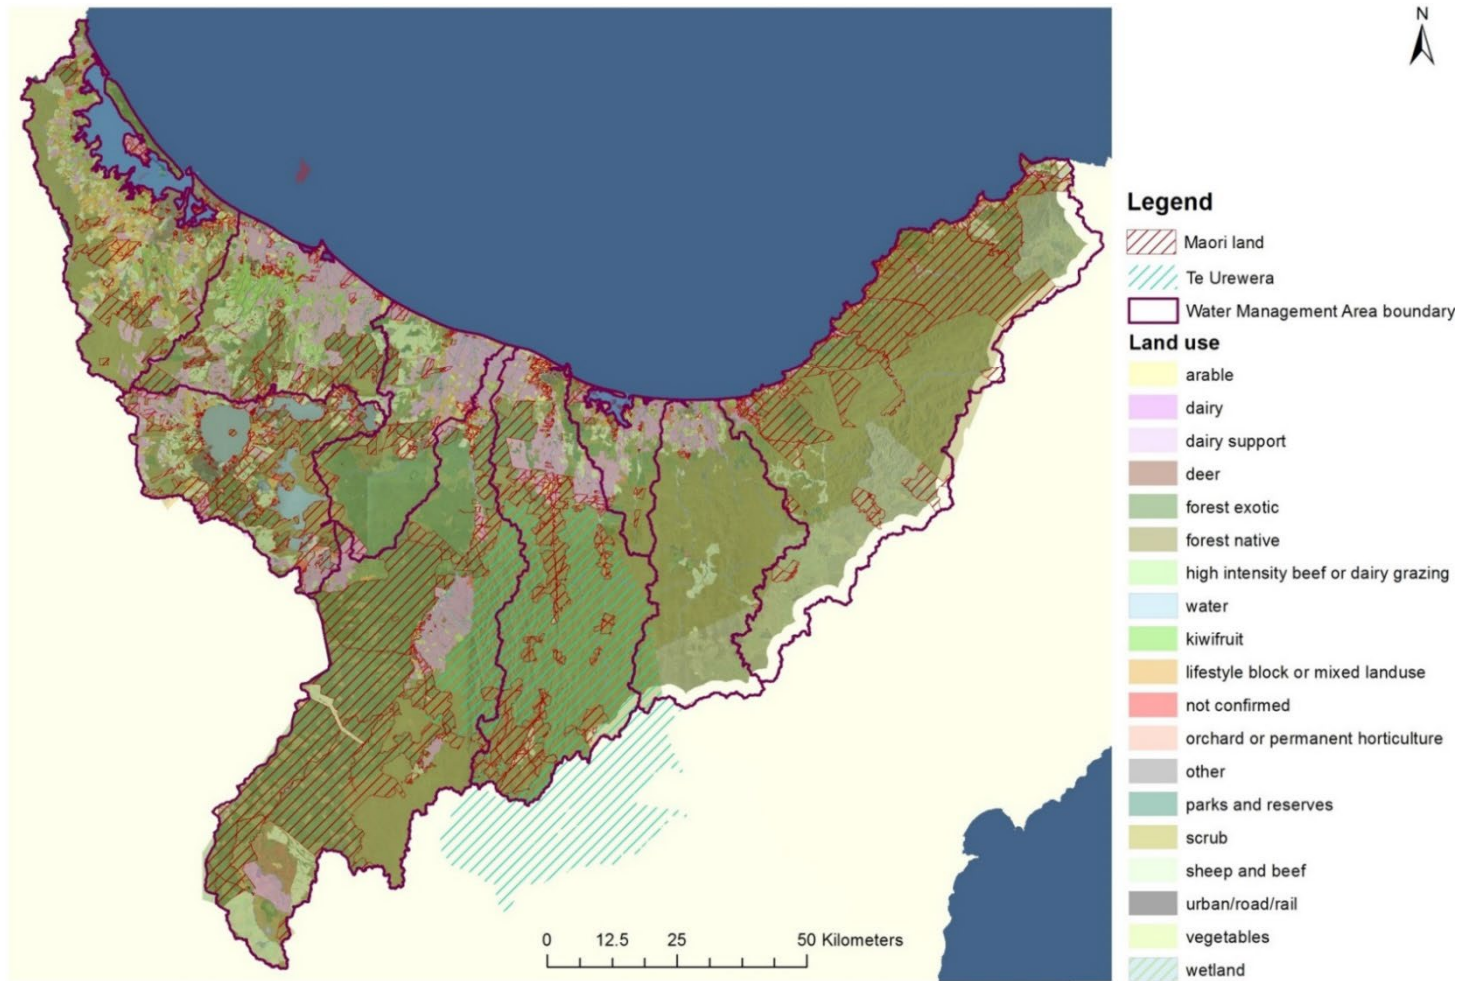 N
Legend
Maori land
Te Urewera
Water Management Area boundary
Land use
arable
dairy
dairy support
deer
forest exotic
forest native
high intensity beef or dairy grazing
water
kiwifruit
lifestyle block or mixed landuse
not confirmed
orchard or permanent horticulture
other
parks and reserves
scrub
sheep and beef
urban/road/rail
vegetables
wetland
0 12.5 25 50 Kilometers